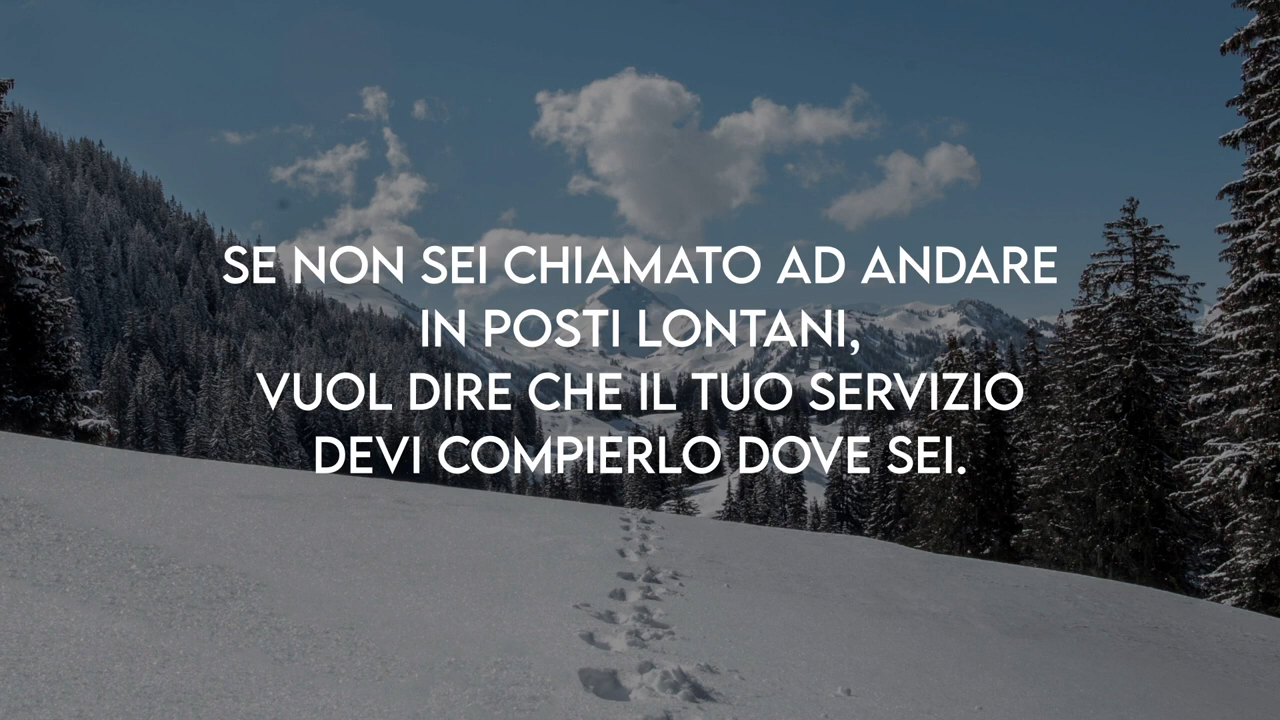 SE NON SEI CHIAMATO AD ANDARE
IN POSTI LONTANI,
VUOL DIRE CHE IL TUO SERVIZIO
DEVI COMPIERLO DOVE SEI.